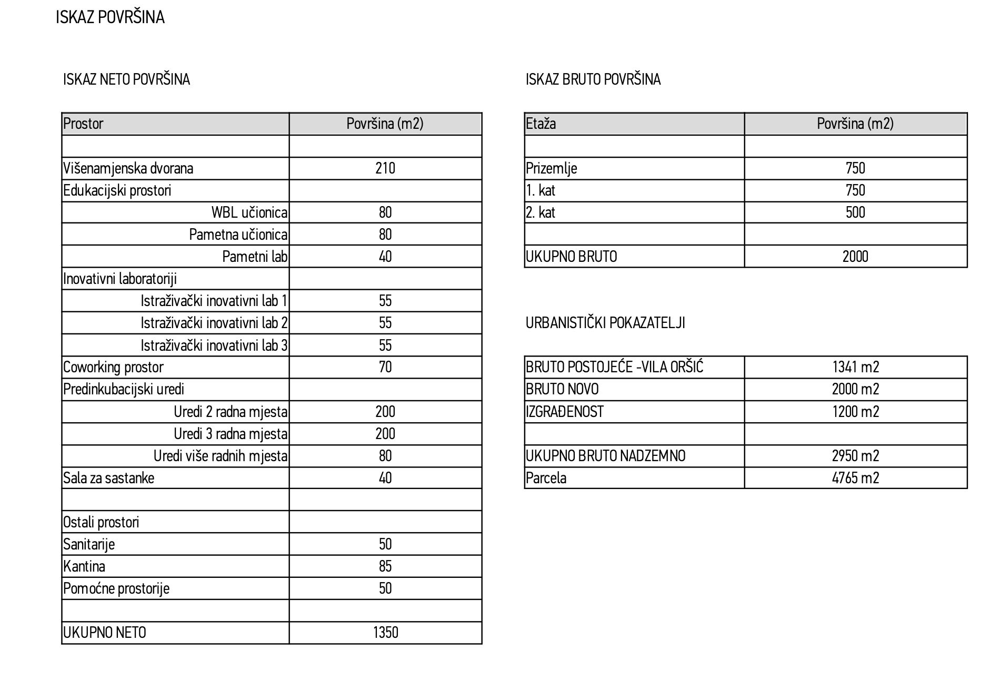 ISKAZ POVRŠINA
ISKAZ NETO POVRŠINA
Prostor Površina (m2)
Višenamjenska dvorana 210
Edukacijski prostori
WBL učionica 80
Pametna učionica 80
Pametni lab 40
Inovativni laboratoriji
Istraživački inovativni lab 1 55
Istraživački inovativni lab 2 55
Istraživački inovativni lab 3 55
Coworking prostor 70
Predinkubacijski uredi
Uredi 2 radna mjesta 200
Uredi 3 radna mjesta 200
Uredi više radnih mjesta 80
Sala za sastanke 40
Ostali prostori
Sanitarije 50
Kantina 85
Pomoćne prostorije 50
UKUPNO NETO 1350
ISKAZ BRUTO POVRŠINA
Etaža Površina (m2)
Prizemlje 750
1. kat 750
2. kat 500
UKUPNO BRUTO 2000
URBANISTIČKI POKAZATELJI
BRUTO POSTOJEĆE -VILA ORŠIĆ 1341 m2
BRUTO NOVO 2000 m2
IZGRAĐENOST 1200 m2
UKUPNO BRUTO NADZEMNO 2950 m2
Parcela 4765 m2